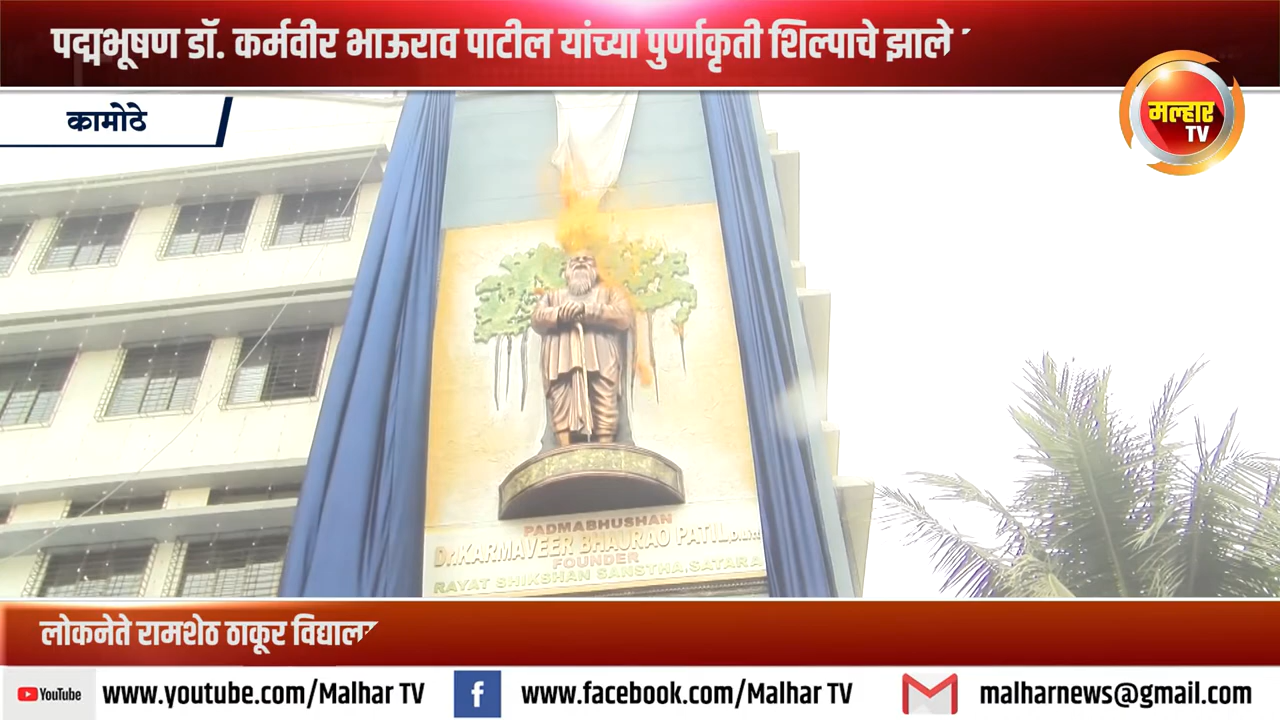 पद्मभूषण डॉ. कर्मवीर भाऊराव पाटील यांच्या पुर्णाकृती शिल्पाचे झाले
कामोठे
मल्हार
TV
PADMABHUSHAN
Dr.KARMAVEER BHAURAO PATIL D.Litt
FOUNDER
RAYAT SHIKSHAN SANSTHA, SATARA
लोकनेते रामशेठ ठाकूर
YouTube
www.youtube.com/Malhar TV
f
www.facebook.com/Malhar TV
malharnews@gmail.com